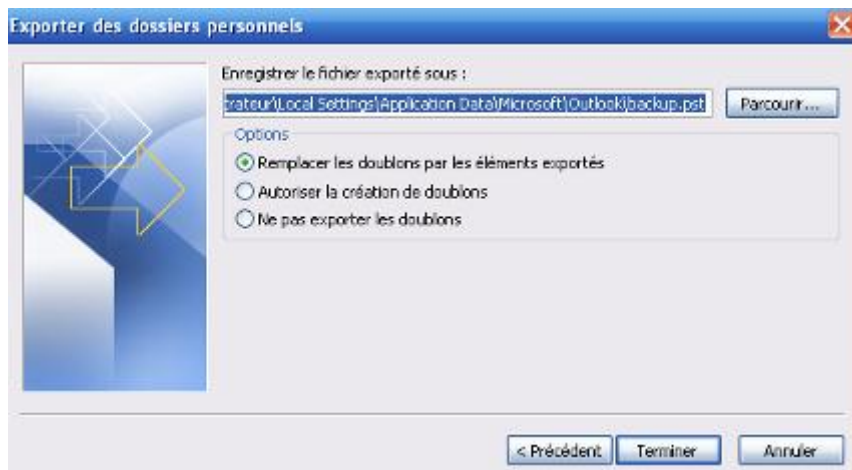 Exporter des dossiers personnels
Enregistrer le fichier exporté sous :
crateur\Local Settings\Application Data\Microsoft\Outlook\backup.pst
Parcourir...
Options
Remplacer les doublons par les éléments exportés
Autoriser la création de doublons
Ne pas exporter les doublons
< Précédent
Terminer
Annuler